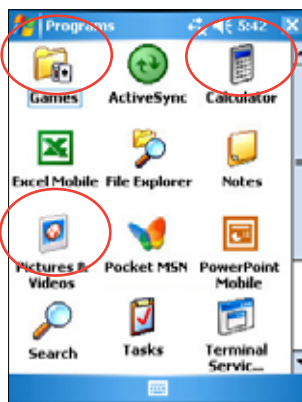 Programs 5:42
Games ActiveSync Calculator
Excel Mobile File Explorer Notes
Pictures & Pocket MSN PowerPoint
Videos Mobile
Search Tasks Terminal
Servic...